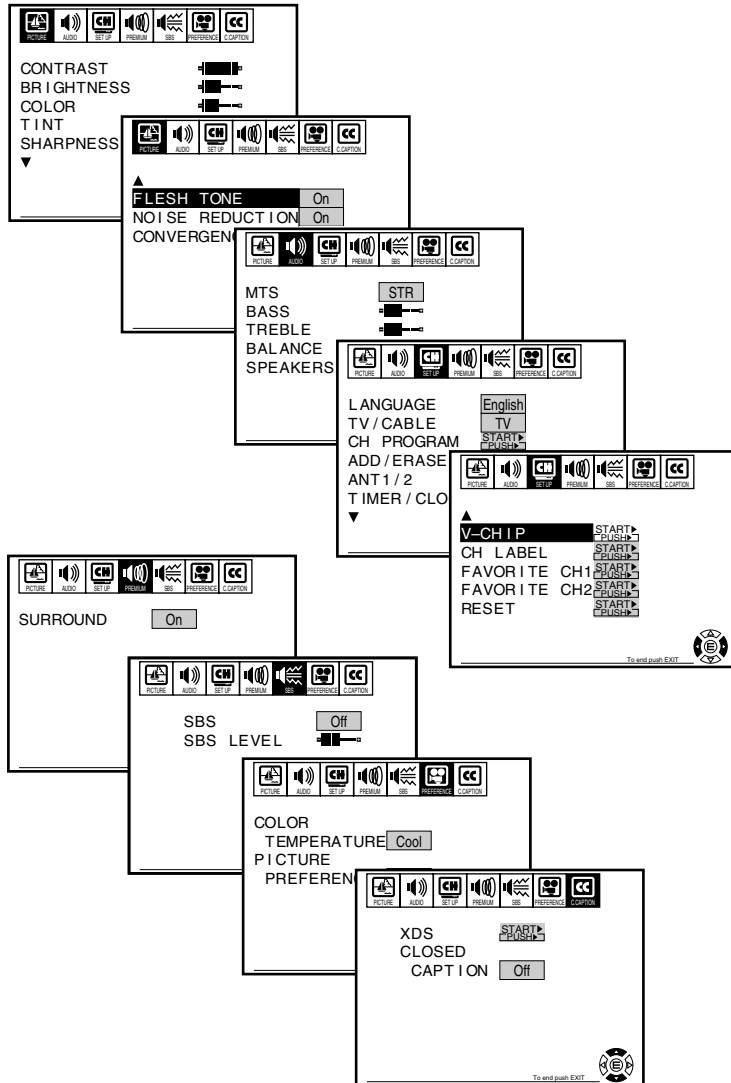 PICTURE AUDIO SET UP PREMIUM SBS PREFERENCE C.CAPTION
CONTRAST
BRIGHTNESS
COLOR
TINT
SHARPNESS
▼
PICTURE AUDIO SET UP PREMIUM SBS PREFERENCE C.CAPTION
▲
FLESH TONE On
NOISE REDUCTION On
CONVERGENC
PICTURE AUDIO SET UP PREMIUM SBS PREFERENCE C.CAPTION
MTS STR
BASS
TREBLE
BALANCE
SPEAKERS
PICTURE AUDIO SET UP PREMIUM SBS PREFERENCE C.CAPTION
LANGUAGE English
TV/CABLE TV
CH PROGRAM START▶ PUSH▶
ADD/ERASE
ANT1/2
TIMER/CLO
▼
PICTURE AUDIO SET UP PREMIUM SBS PREFERENCE C.CAPTION
▲
V–CHIP START▶ PUSH▶
CH LABEL START▶ PUSH▶
FAVORITE CH1 START▶ PUSH▶
FAVORITE CH2 START▶ PUSH▶
RESET START▶ PUSH▶
To end push EXIT E
PICTURE AUDIO SET UP PREMIUM SBS PREFERENCE C.CAPTION
SURROUND On
PICTURE AUDIO SET UP PREMIUM SBS PREFERENCE C.CAPTION
SBS Off
SBS LEVEL
PICTURE AUDIO SET UP PREMIUM SBS PREFERENCE C.CAPTION
COLOR
TEMPERATURE Cool
PICTURE
PREFEREN
PICTURE AUDIO SET UP PREMIUM SBS PREFERENCE C.CAPTION
XDS START▶ PUSH▶
CLOSED
CAPTION Off
To end push EXIT E